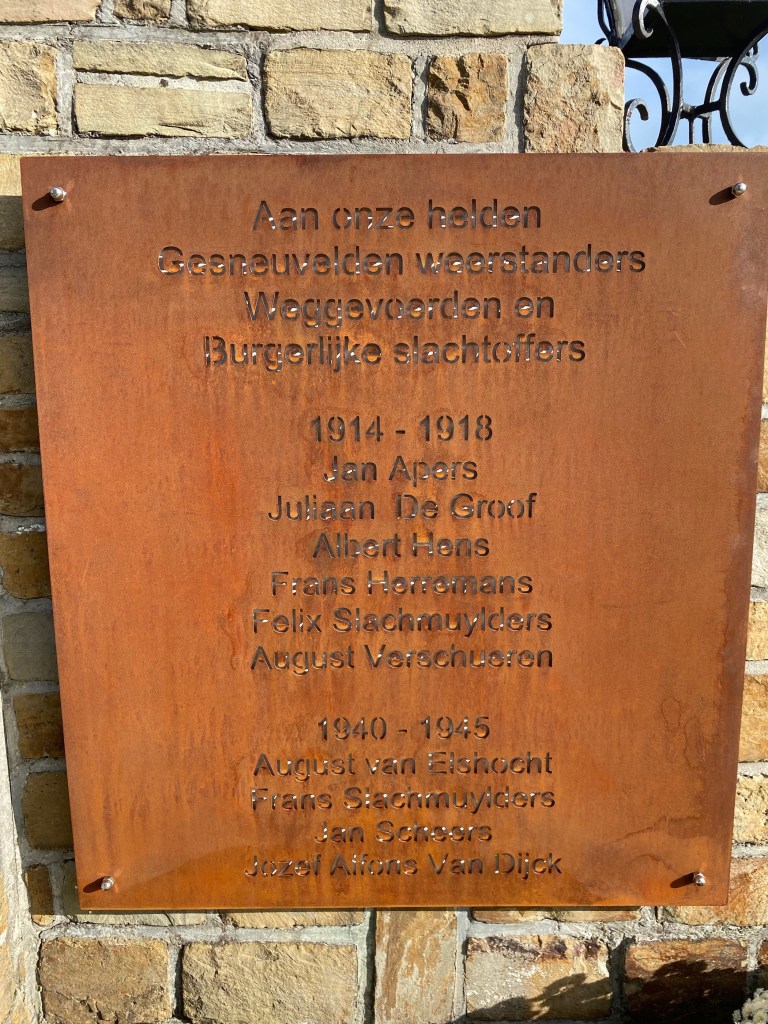 Aan onze helden
Gesneuvelden weerstanders
Weggevoerden en
Burgerlijke slachtoffers
1914 - 1918
Jan Apers
Juliaan De Groof
Albert Hens
Frans Herremans
Felix Slachmuylders
August Verschueren
1940 - 1945
August van Elshocht
Frans Slachmuylders
Jan Scheers
Jozef Alfons Van Dijck